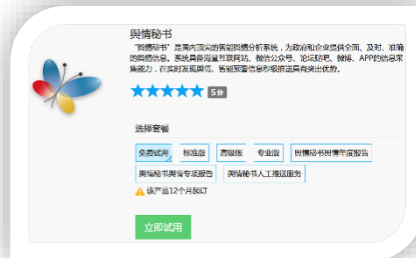 舆情秘书
“舆情秘书”是国内顶尖的智能舆情分析系统，为政府和企业提供全面、及时、准确
的舆情信息。系统具备海量互联网站、微信公众号、论坛贴吧、微博、APP的信息采
集能力，在实时发现舆情、智能预警信息秒级推送具有突出优势。
5分
选择套餐
免费试用 标准版 高级版 专业版 舆情秘书舆情年度报告
舆情秘书舆情专项报告 舆情秘书人工推送服务
该产品12个月起订
立即试用